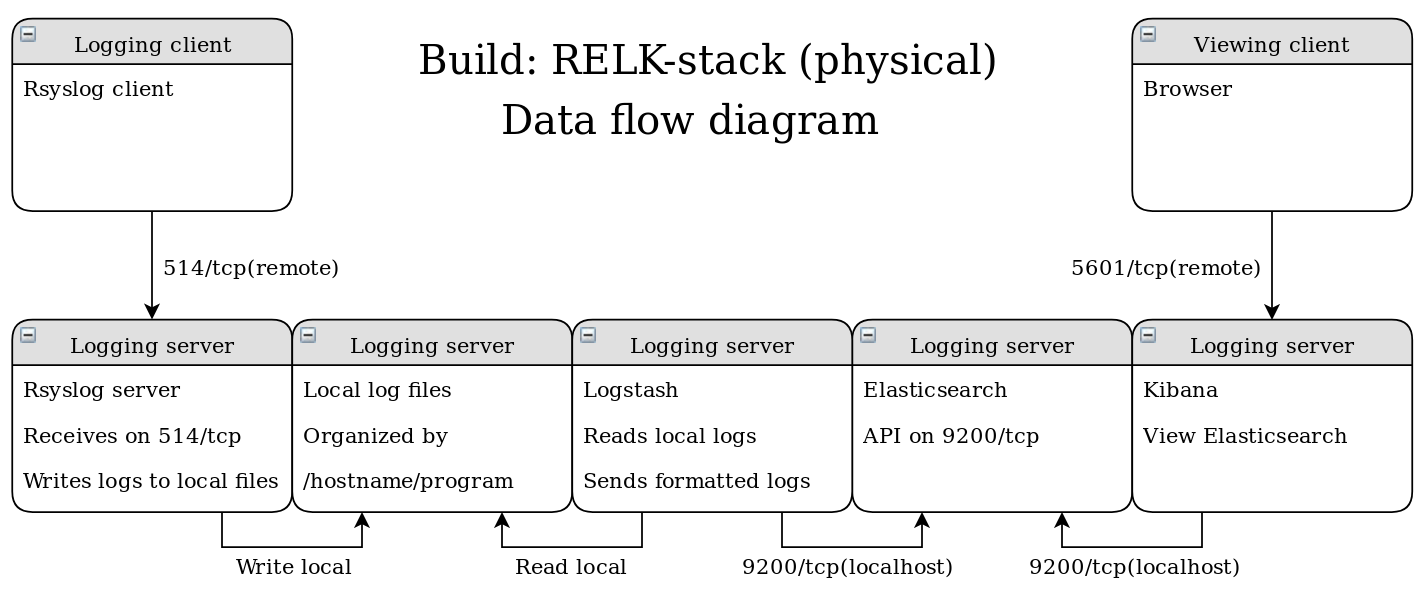 Build: RELK-stack (physical)
Data flow diagram
Logging client
Rsyslog client
Viewing client
Browser
514/tcp(remote)
5601/tcp(remote)
Logging server
Rsyslog server
Receives on 514/tcp
Writes logs to local files
Logging server
Local log files
Organized by
/hostname/program
Logging server
Logstash
Reads local logs
Sends formatted logs
Logging server
Elasticsearch
API on 9200/tcp
Logging server
Kibana
View Elasticsearch
Write local
Read local
9200/tcp(localhost)
9200/tcp(localhost)